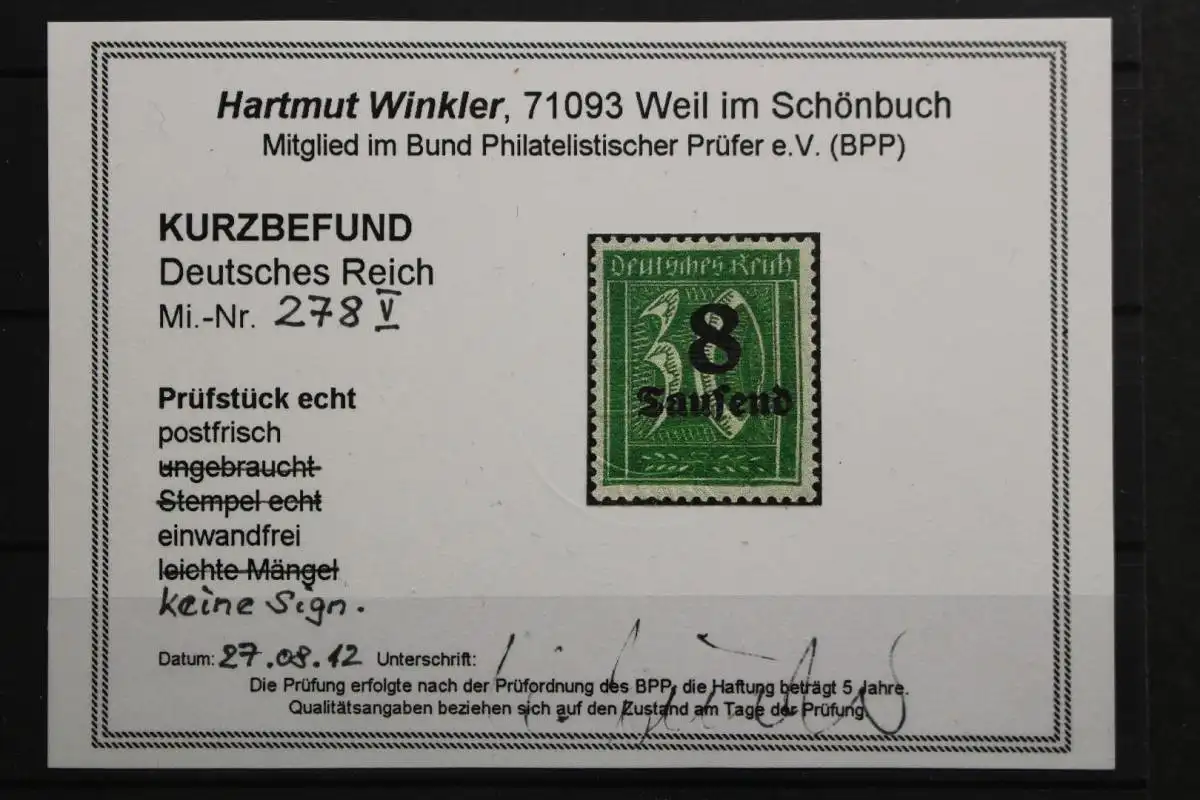 Hartmut Winkler, 71093 Weil im Schönbuch
Mitglied im Bund Philatelistischer Prüfer e.V. (BPP)
KURZBEFUND
Deutsches Reich
Mi.-Nr. 278 V
Deutsches Reich
30
8
Tausend
Prüfstück echt
postfrisch
ungebraucht
Stempel echt
einwandfrei
leichte Mängel
keine Sign.
Datum: 27.08.12 Unterschrift:
Die Prüfung erfolgte nach der Prüfordnung des BPP, die Haftung beträgt 5 Jahre.
Qualitätsangaben beziehen sich auf den Zustand am Tage der Prüfung.